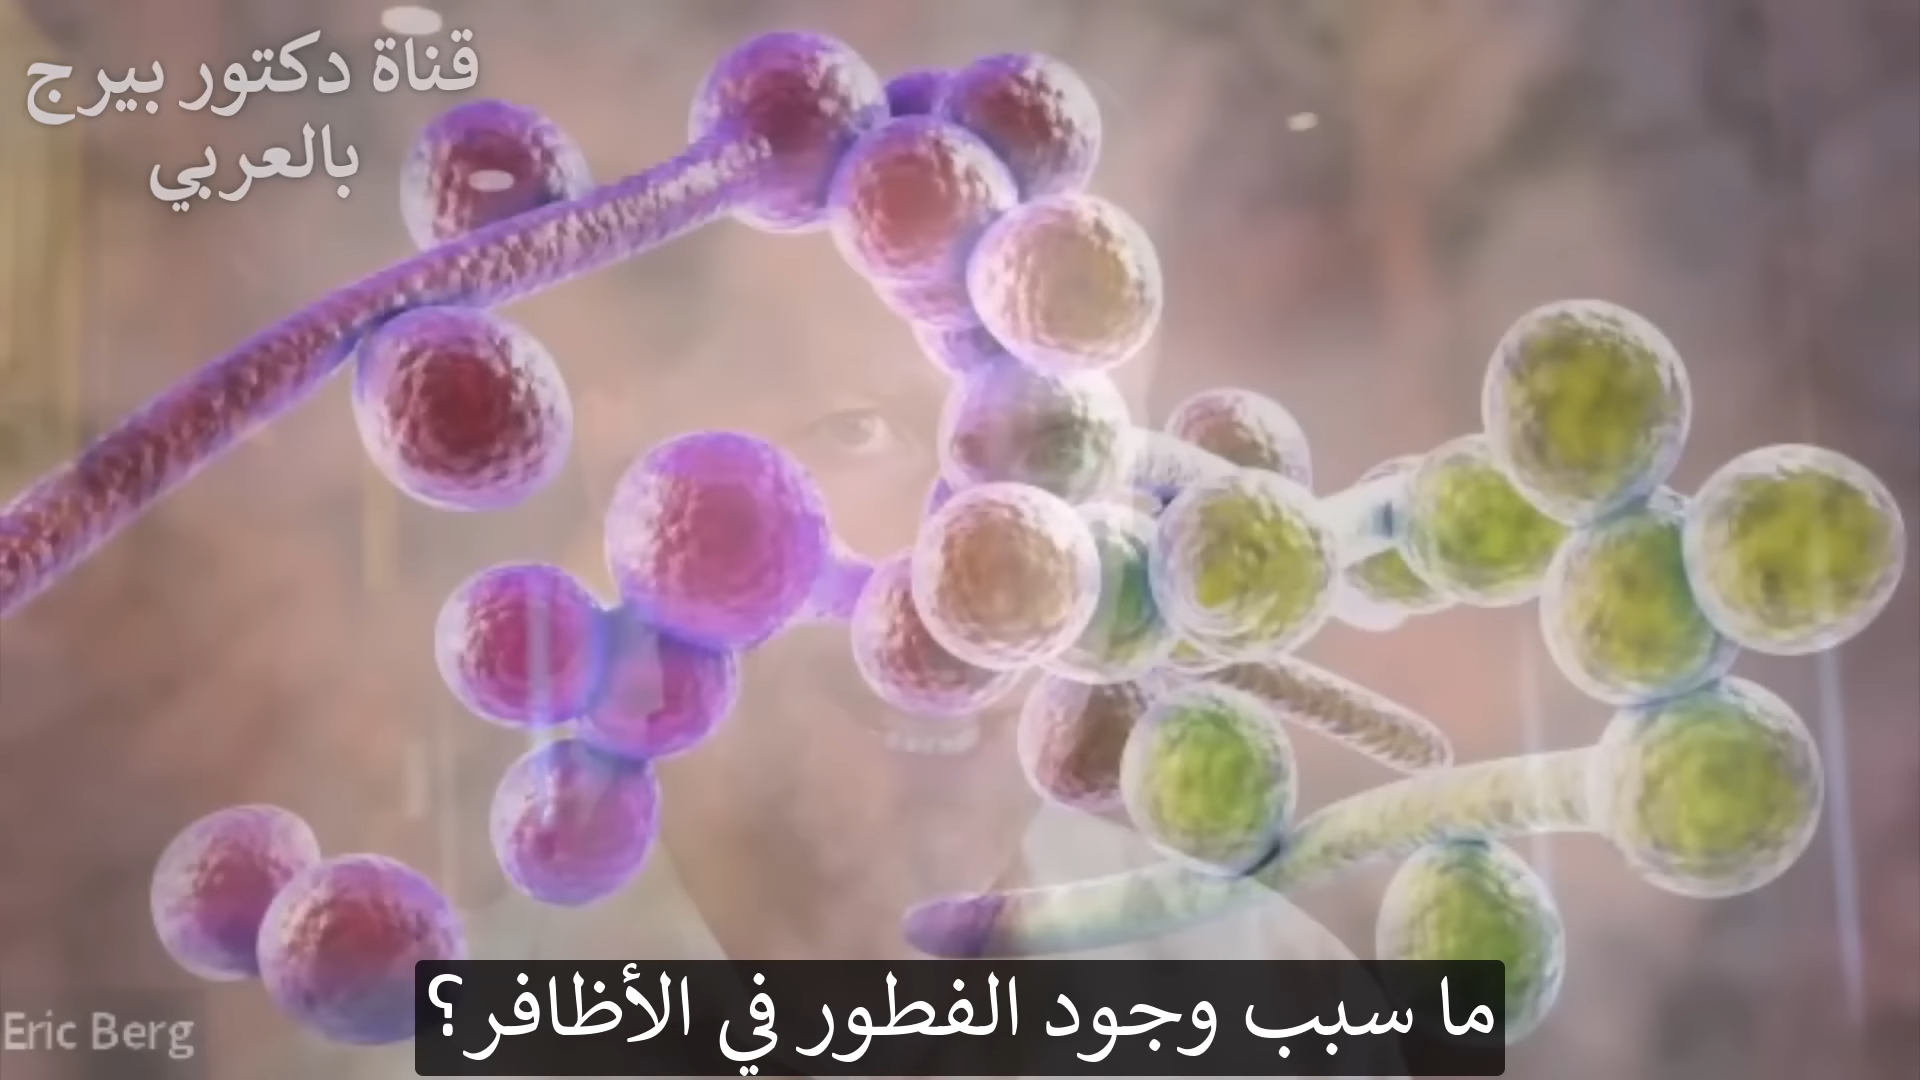 قناة دكتور بيرج
بالعربي
Eric Berg
ما سبب وجود الفطور في الأظافر؟